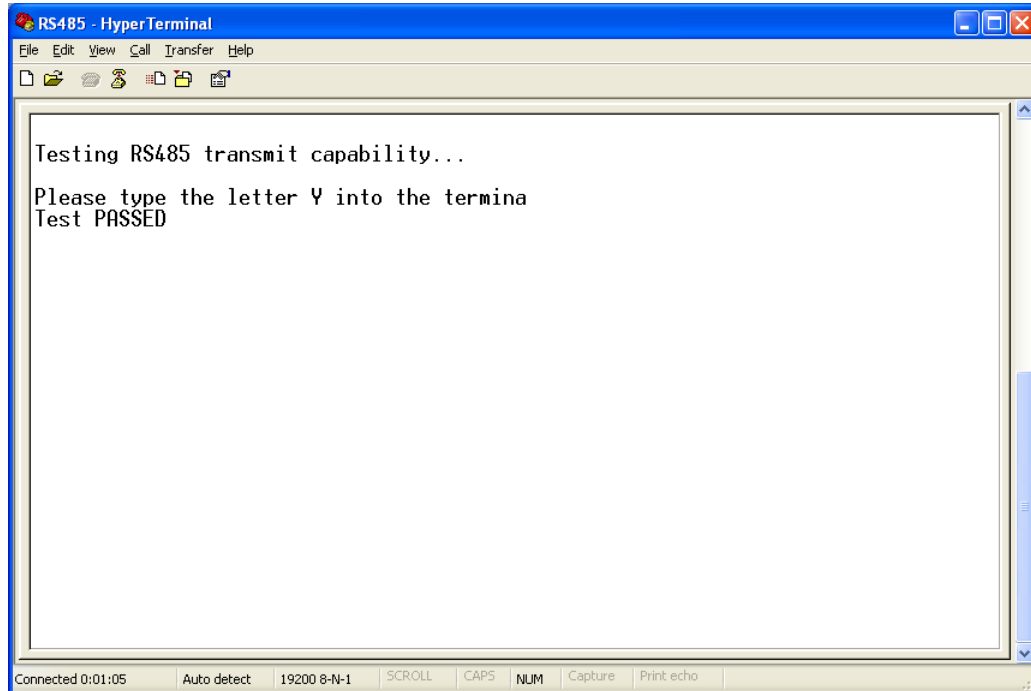 RS485 - HyperTerminal
File Edit View Call Transfer Help
Testing RS485 transmit capability...
Please type the letter Y into the termina
Test PASSED
Connected 0:01:05 Auto detect 19200 8-N-1 SCROLL CAPS NUM Capture Print echo